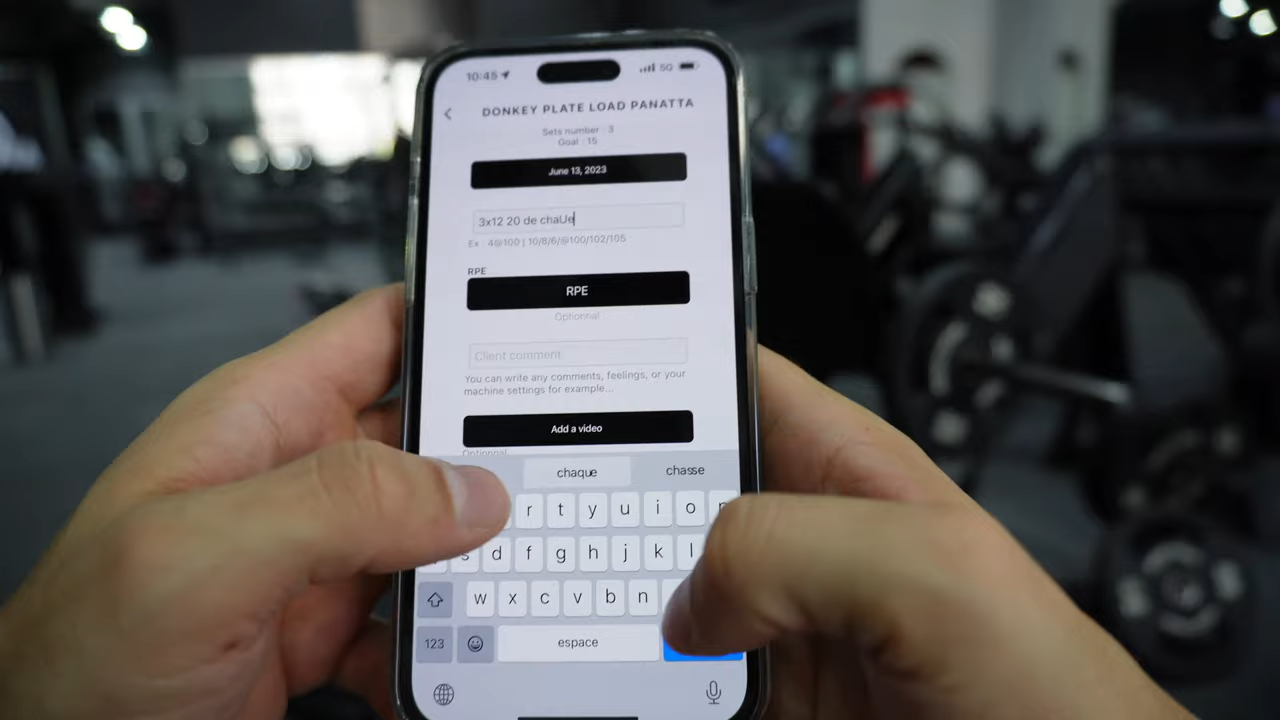 10:45
5G
DONKEY PLATE LOAD PANATTA
Sets number : 3
Goal : 15
June 13, 2023
3x12 20 de chaUe
Ex : 4@100 | 10/8/6/@100/102/105
RPE
RPE
Optionnal
Client comment
You can write any comments, feelings, or your
machine settings for example...
Add a video
Optionnal
chaque chasse
r t y u i o p
s d f g h j k l
w x c v b n
123 espace